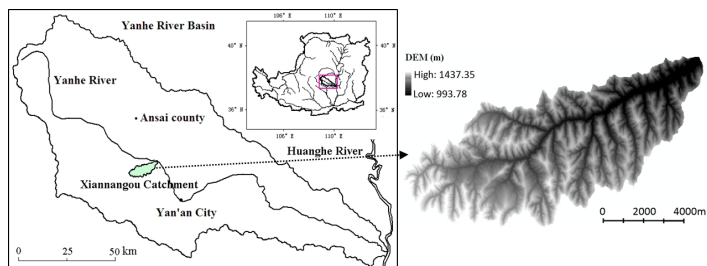 Yanhe River Basin
106° E 110° E
40° N 40° N
36° N 36° N
106° E 110° E
Yanhe River
Ansai county
Huanghe River
Xiannangou Catchment
Yan'an City
0 25 50 km
DEM (m)
High: 1437.35
Low: 993.78
0 2000 4000m